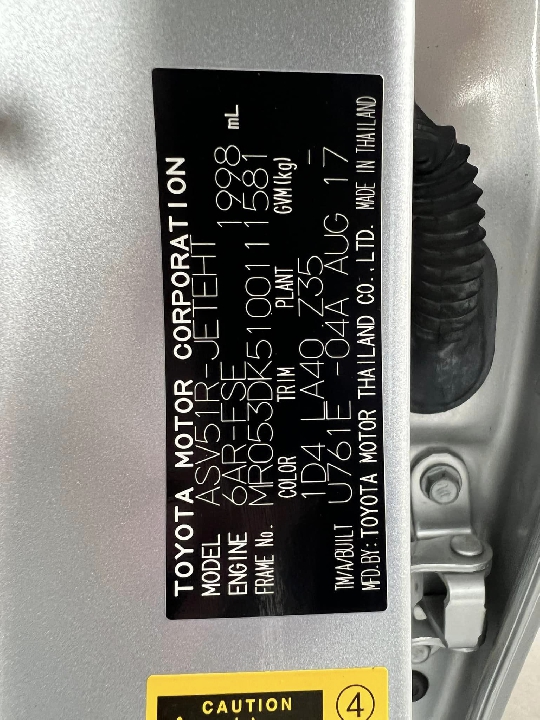 TOYOTA MOTOR CORPORATION
MODEL ASV51R-JETEHT
ENGINE 6AR-FSE 1998 mL
FRAME No. MR053DK5100111581
COLOR TRIM PLANT GVM(kg)
1D4 LA40 Z35 —
TM/A/BUILT U761E -04A AUG 17
MFD.BY: TOYOTA MOTOR THAILAND CO.,LTD. MADE IN THAILAND
CAUTION
4